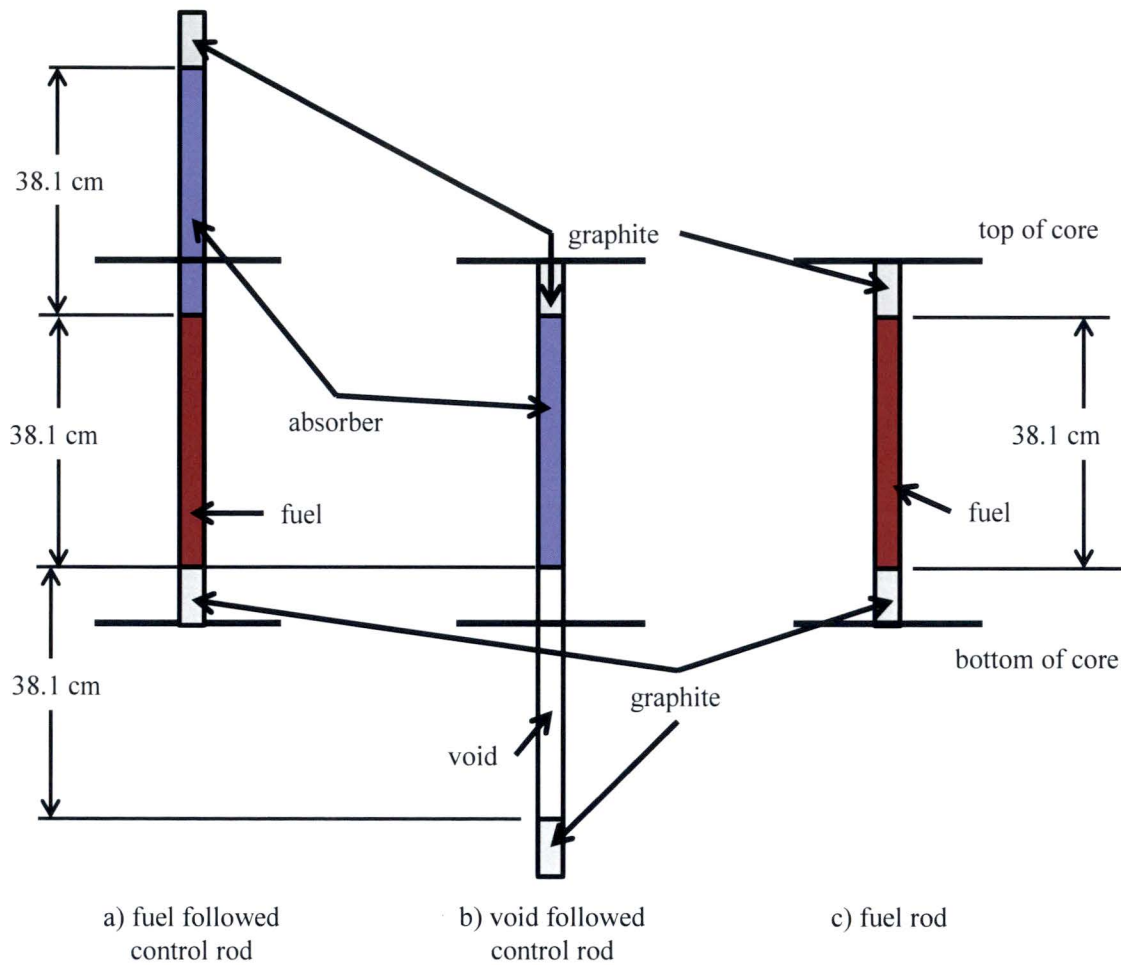 38.1 cm
graphite
top of core
absorber
38.1 cm
38.1 cm
fuel
fuel
bottom of core
38.1 cm
graphite
void
a) fuel followed
control rod
b) void followed
control rod
c) fuel rod